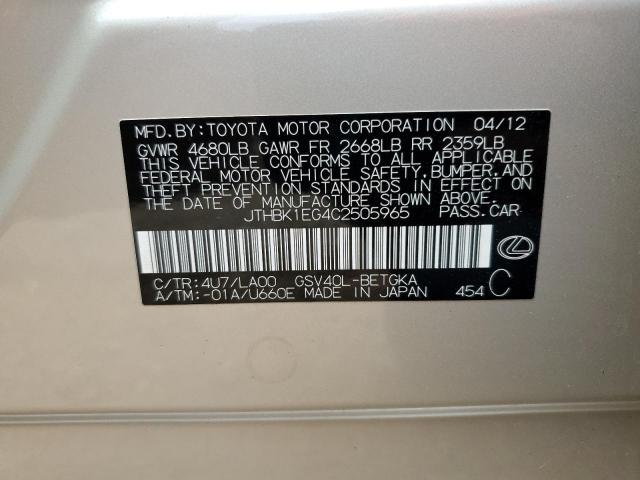 MFD.BY:TOYOTA MOTOR CORPORATION 04/12
GVWR 4680LB GAWR FR 2668LB RR 2359LB
THIS VEHICLE CONFORMS TO ALL APPLICABLE
FEDERAL MOTOR VEHICLE SAFETY,BUMPER,AND
THEFT PREVENTION STANDARDS IN EFFECT ON
THE DATE OF MANUFACTURE SHOWN ABOVE.
JTHBK1EG4C2505965 PASS.CAR
C/TR:4U7/LA00 GSV40L-BETGKA
A/TM:-01A/U660E MADE IN JAPAN 454 C